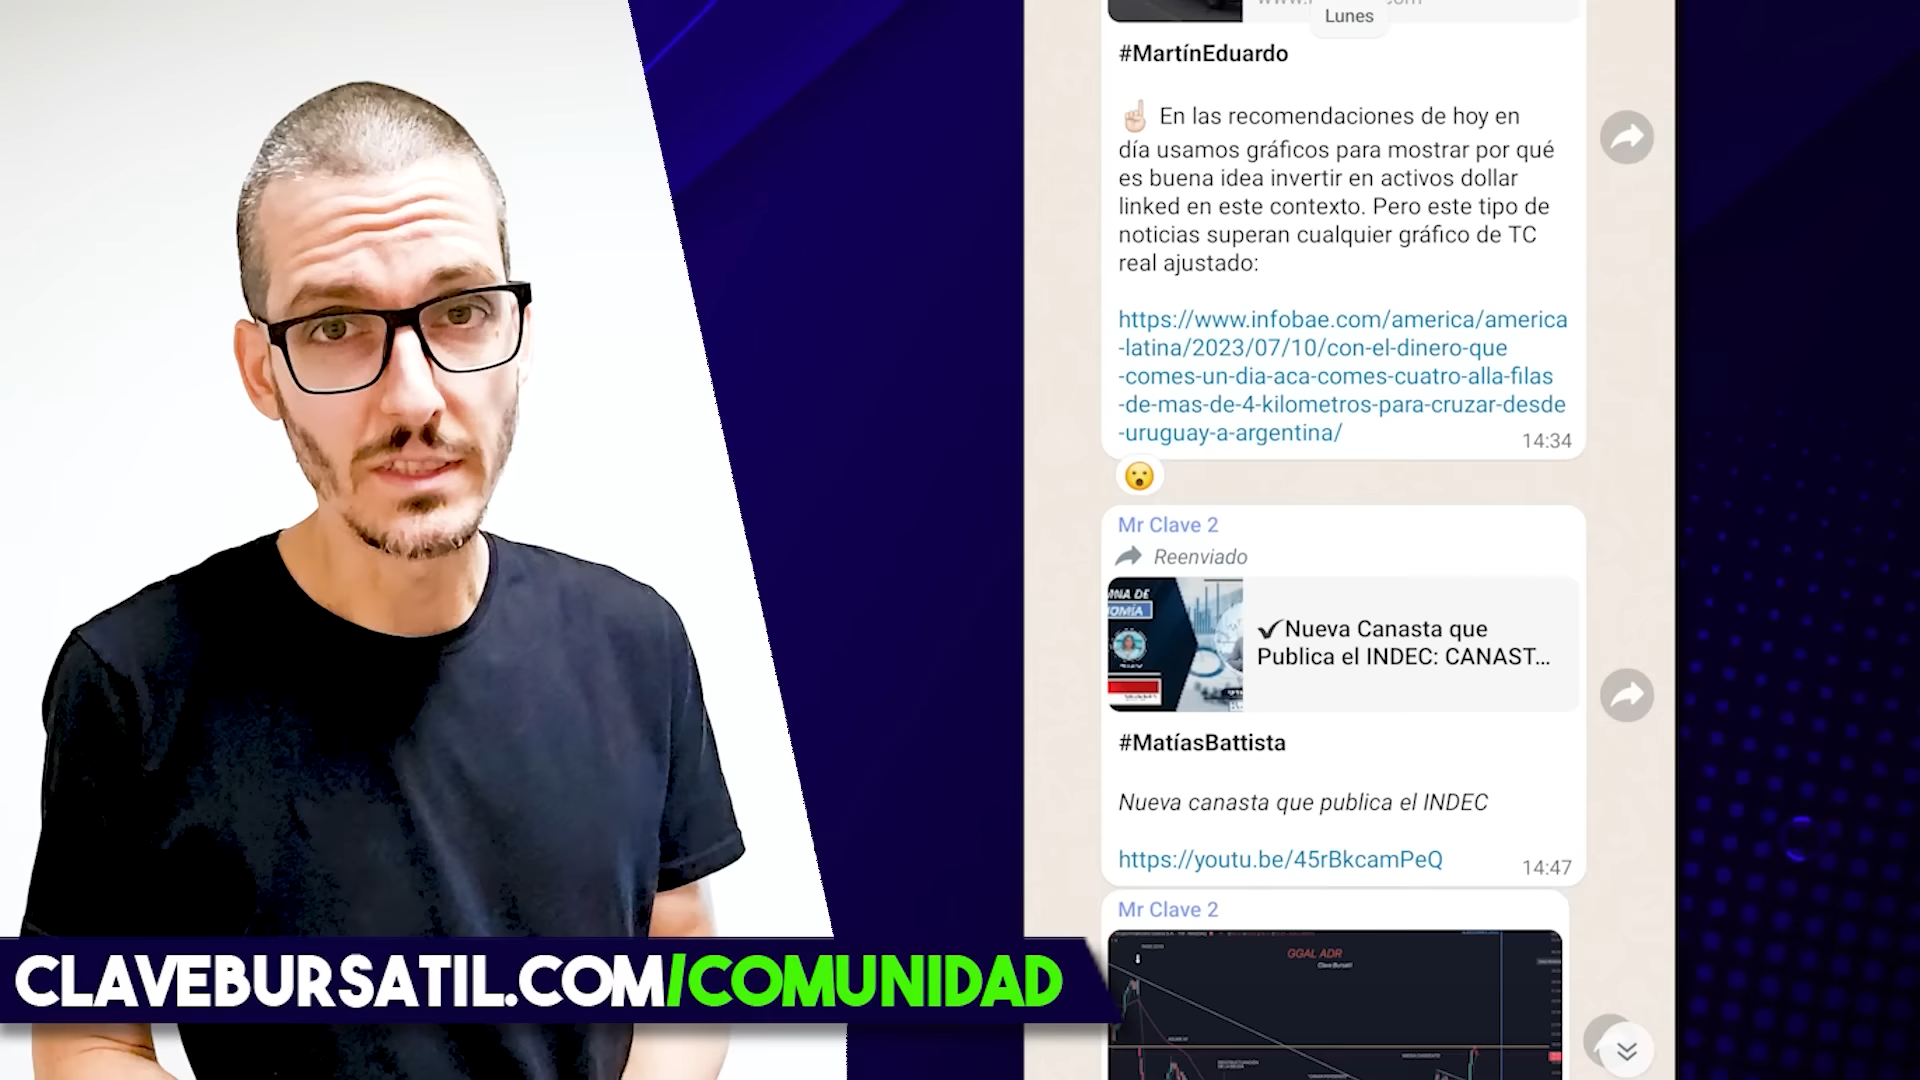 Lunes
#MartínEduardo
En las recomendaciones de hoy en
día usamos gráficos para mostrar por qué
es buena idea invertir en activos dollar
linked en este contexto. Pero este tipo de
noticias superan cualquier gráfico de TC
real ajustado:
https://www.infobae.com/america/america
-latina/2023/07/10/con-el-dinero-que
-comes-un-dia-aca-comes-cuatro-alla-filas
-de-mas-de-4-kilometros-para-cruzar-desde
-uruguay-a-argentina/
14:34
Mr Clave 2
Reenviado
✔Nueva Canasta que
Publica el INDEC: CANAST...
#MatíasBattista
Nueva canasta que publica el INDEC
https://youtu.be/45rBkcamPeQ
14:47
Mr Clave 2
GGAL ADR
Clave Bursatil
CLAVEBURSATIL.COM/COMUNIDAD